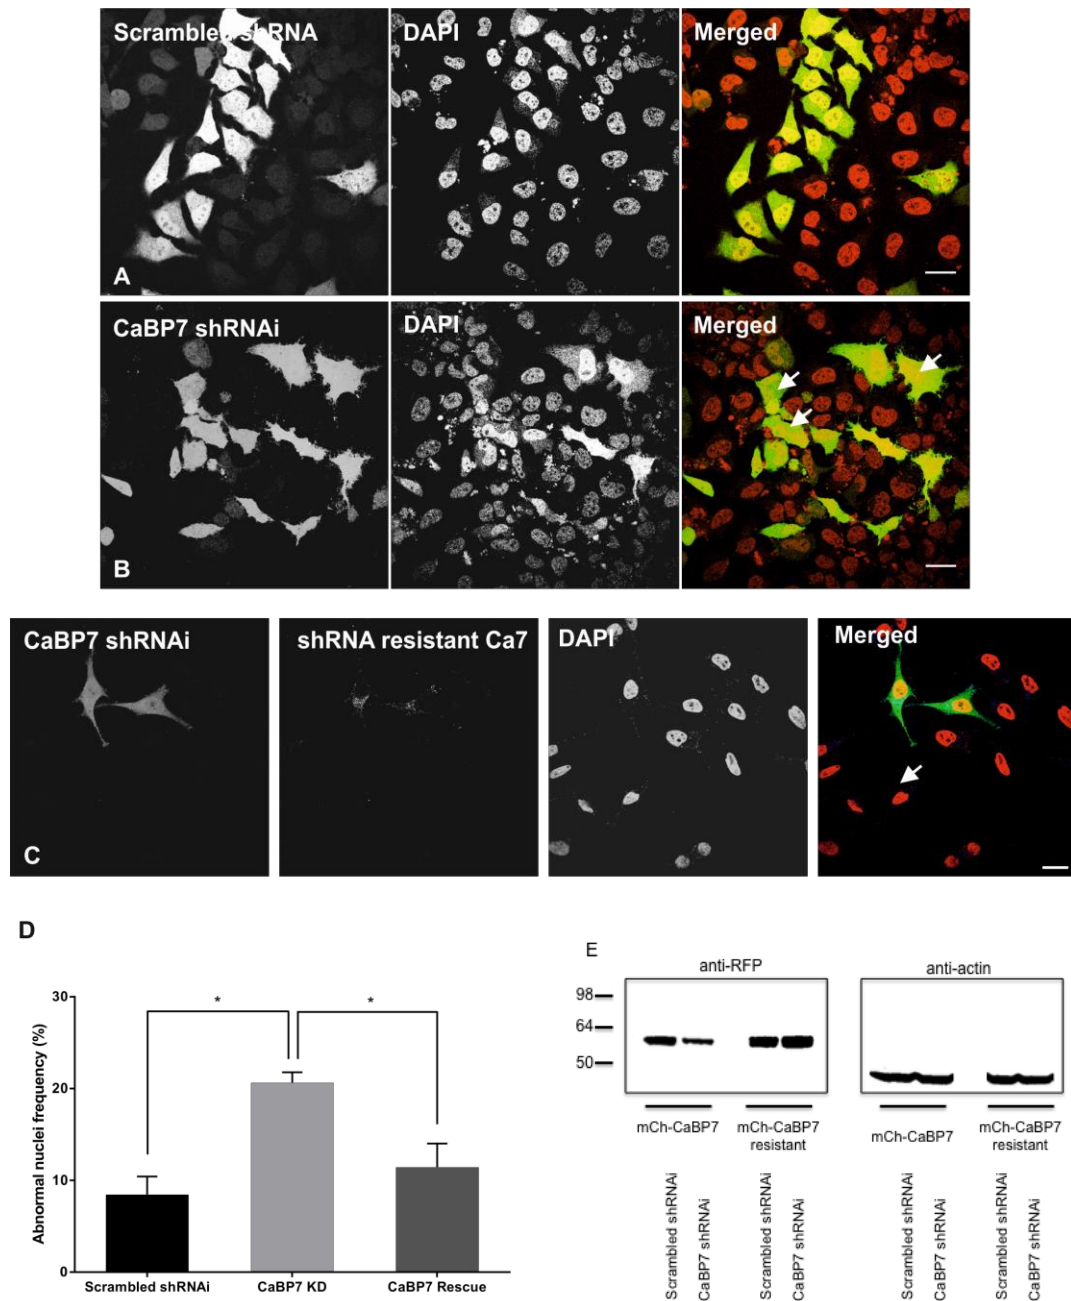 Scrambled shRNA
DAPI
Merged
A
CaBP7 shRNAi
DAPI
Merged
B
CaBP7 shRNAi
shRNA resistant Ca7
DAPI
Merged
C
D
Abnormal nuclei frequency (%)
30
20
10
0
*
*
Scrambled shRNAi
CaBP7 KD
CaBP7 Rescue
E
anti-RFP
anti-actin
98
64
50
mCh-CaBP7
mCh-CaBP7
resistant
mCh-CaBP7
mCh-CaBP7
resistant
Scrambled shRNAi
CaBP7 shRNAi
Scrambled shRNAi
CaBP7 shRNAi
Scrambled shRNAi
CaBP7 shRNAi
Scrambled shRNAi
CaBP7 shRNAi